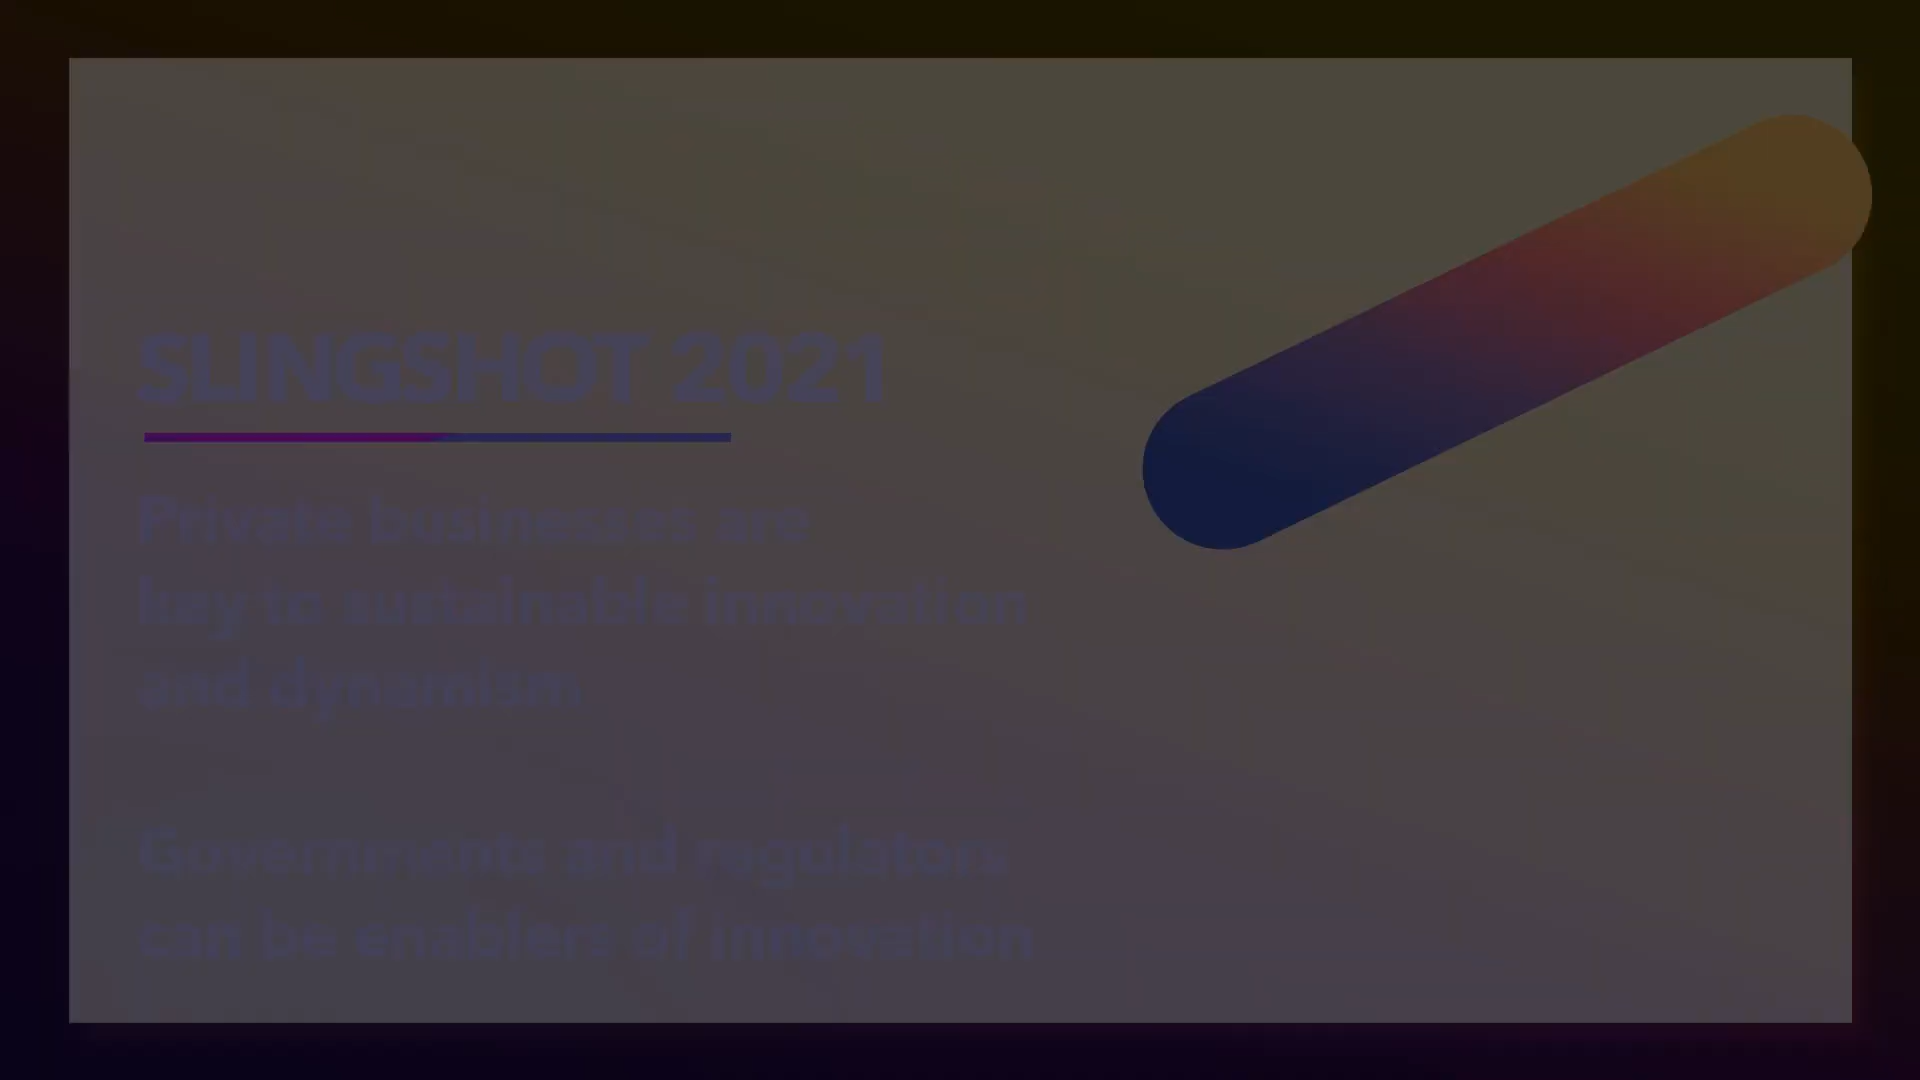 SLINGSHOT 2021
Private businesses are
key to sustainable innovation
and dynamism
Governments and regulators
can be enablers of innovation